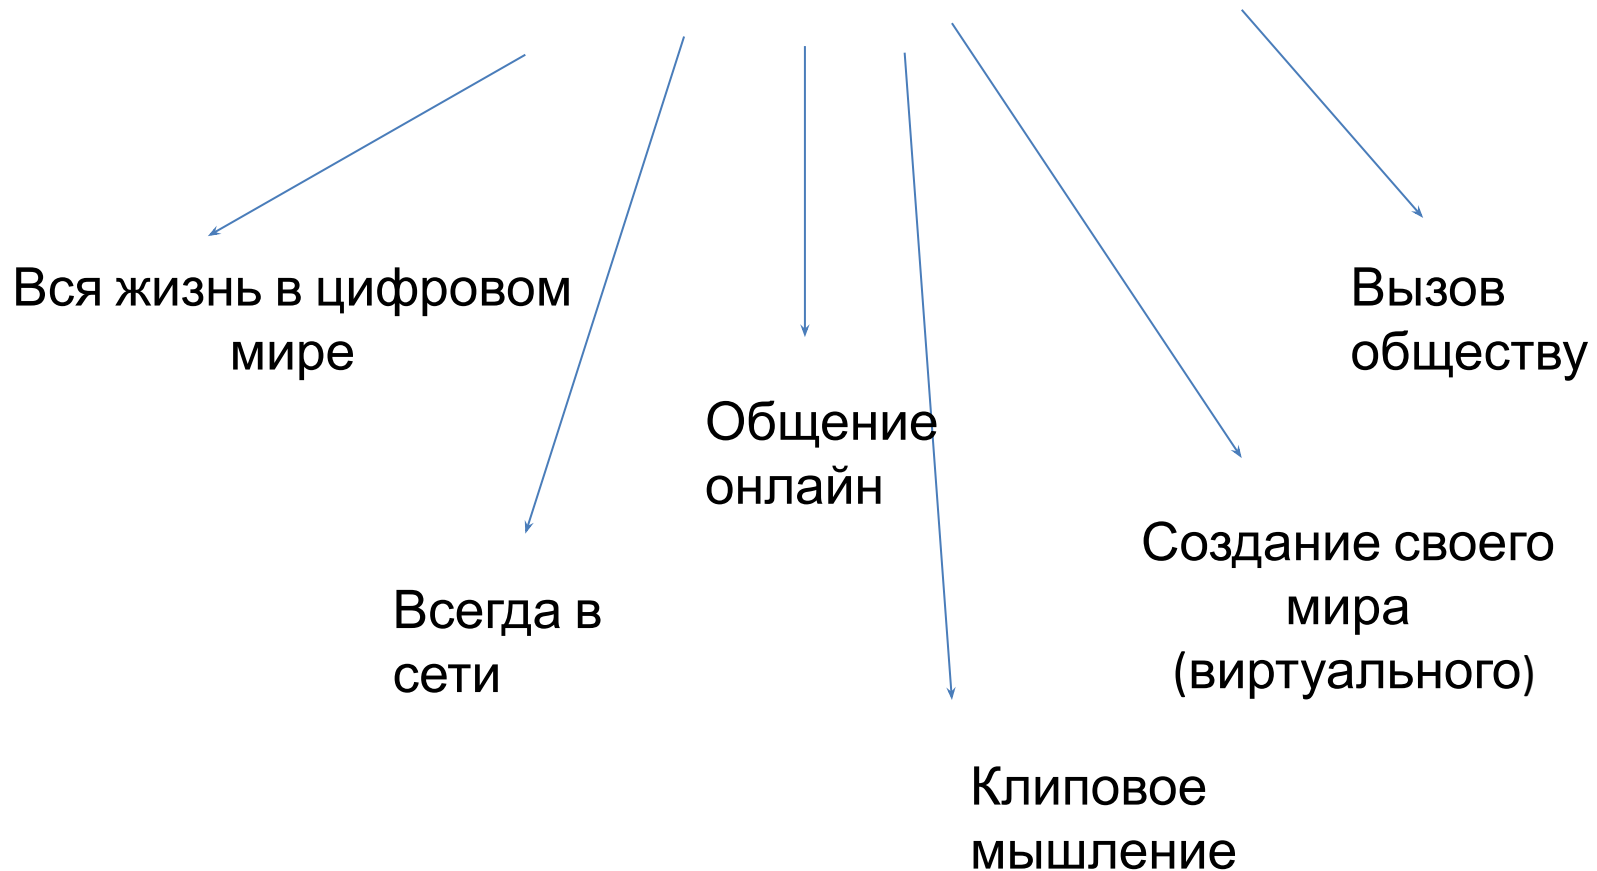 Вся жизнь в цифровом
мире
Вызов
обществу
Общение
онлайн
Создание своего
мира
(виртуального)
Всегда в
сети
Клиповое
мышление